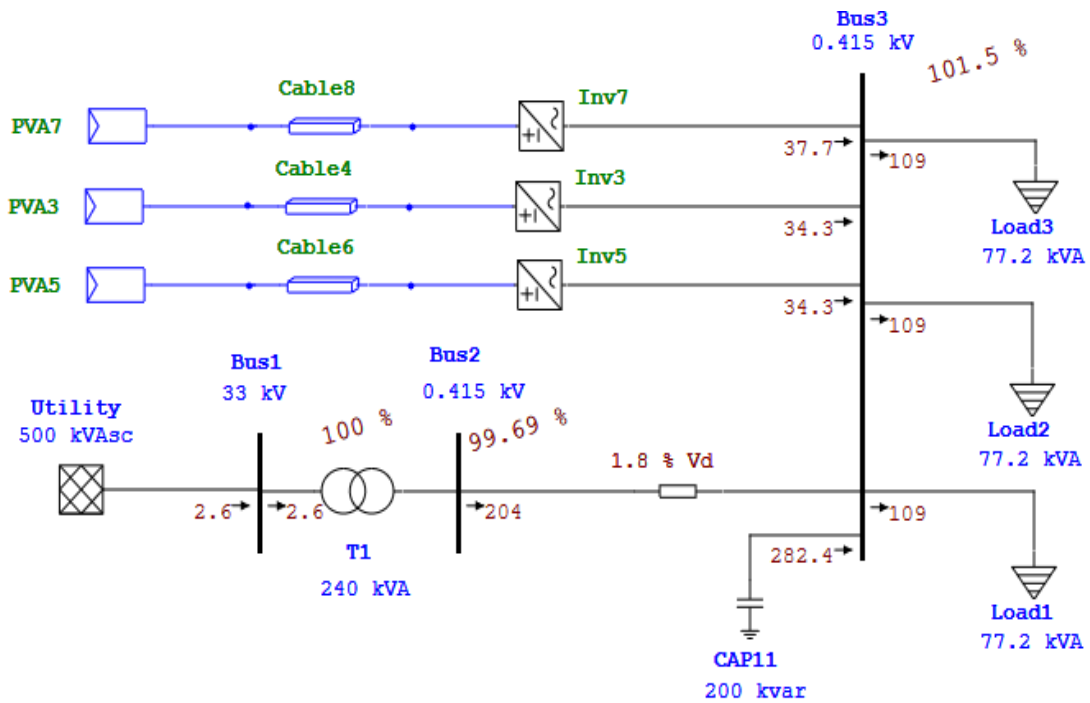 Bus3
0.415 kV
101.5 %
Cable8
Inv7
PVA7
37.7
109
Cable4
Inv3
PVA3
34.3
Load3
77.2 kVA
Cable6
Inv5
PVA5
34.3
109
Bus1
33 kV
Bus2
0.415 kV
Utility
500 kVAsc
100 %
99.69 %
Load2
77.2 kVA
1.8 % Vd
2.6
2.6
204
109
T1
240 kVA
282.4
Load1
77.2 kVA
CAP11
200 kvar